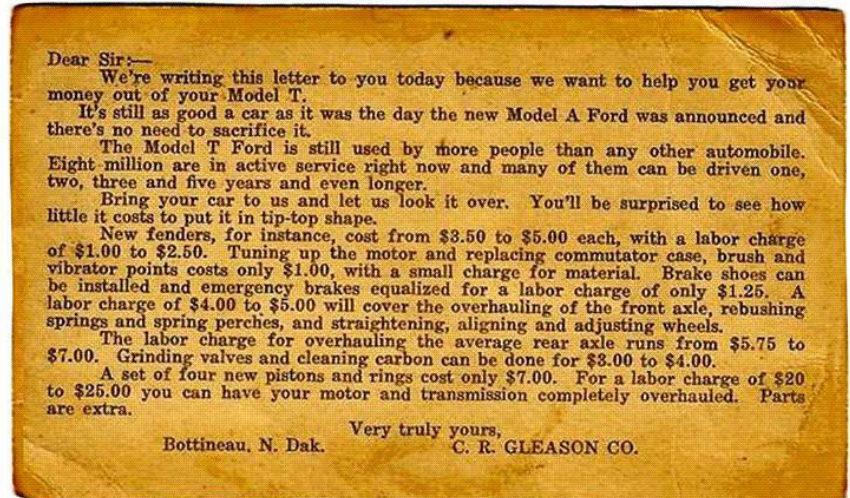 Dear Sir:—
We're writing this letter to you today because we want to help you get your
money out of your Model T.
It's still as good a car as it was the day the new Model A Ford was announced and
there's no need to sacrifice it.
The Model T Ford is still used by more people than any other automobile.
Eight million are in active service right now and many of them can be driven one,
two, three and five years and even longer.
Bring your car to us and let us look it over. You'll be surprised to see how
little it costs to put it in tip-top shape.
New fenders, for instance, cost from $3.50 to $5.00 each, with a labor charge
of $1.00 to $2.50. Tuning up the motor and replacing commutator case, brush and
vibrator points costs only $1.00, with a small charge for material. Brake shoes can
be installed and emergency brakes equalized for a labor charge of only $1.25. A
labor charge of $4.00 to $5.00 will cover the overhauling of the front axle, rebushing
springs and spring perches, and straightening, aligning and adjusting wheels.
The labor charge for overhauling the average rear axle runs from $5.75 to
$7.00. Grinding valves and cleaning carbon can be done for $3.00 to $4.00.
A set of four new pistons and rings cost only $7.00. For a labor charge of $20
to $25.00 you can have your motor and transmission completely overhauled. Parts
are extra.
Very truly yours,
Bottineau, N. Dak. C. R. GLEASON CO.